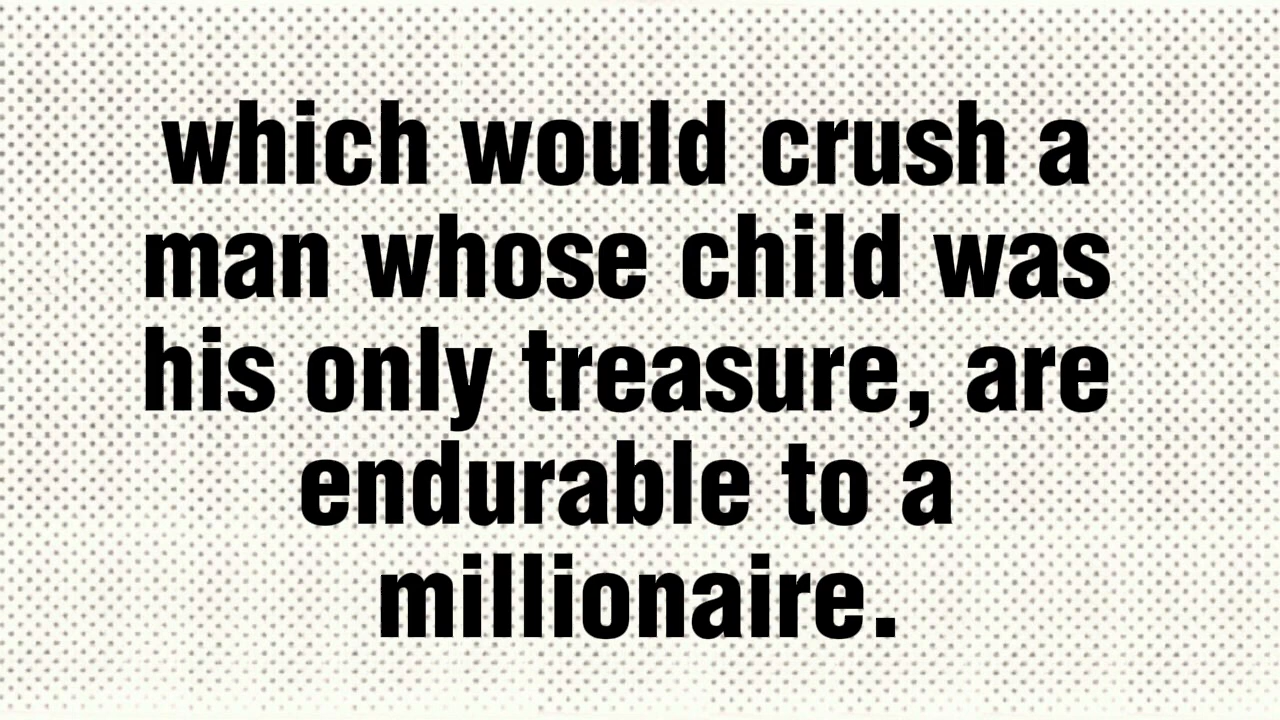 which would crush a
man whose child was
his only treasure, are
endurable to a
millionaire.